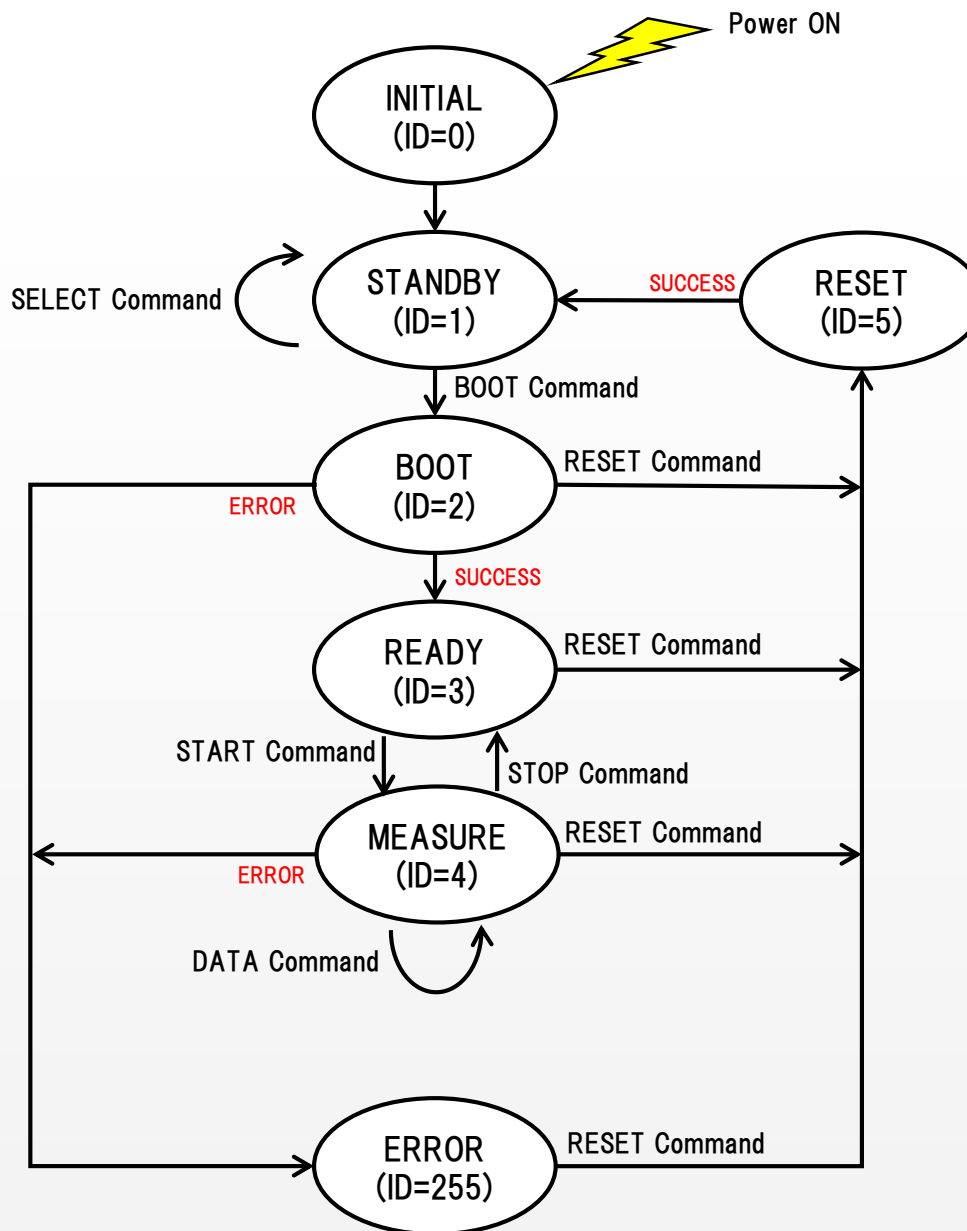 Power ON
INITIAL
(ID=0)
SELECT Command
STANDBY
(ID=1)
SUCCESS
RESET
(ID=5)
BOOT Command
BOOT
(ID=2)
RESET Command
ERROR
SUCCESS
READY
(ID=3)
RESET Command
START Command
STOP Command
MEASURE
(ID=4)
RESET Command
ERROR
DATA Command
ERROR
(ID=255)
RESET Command